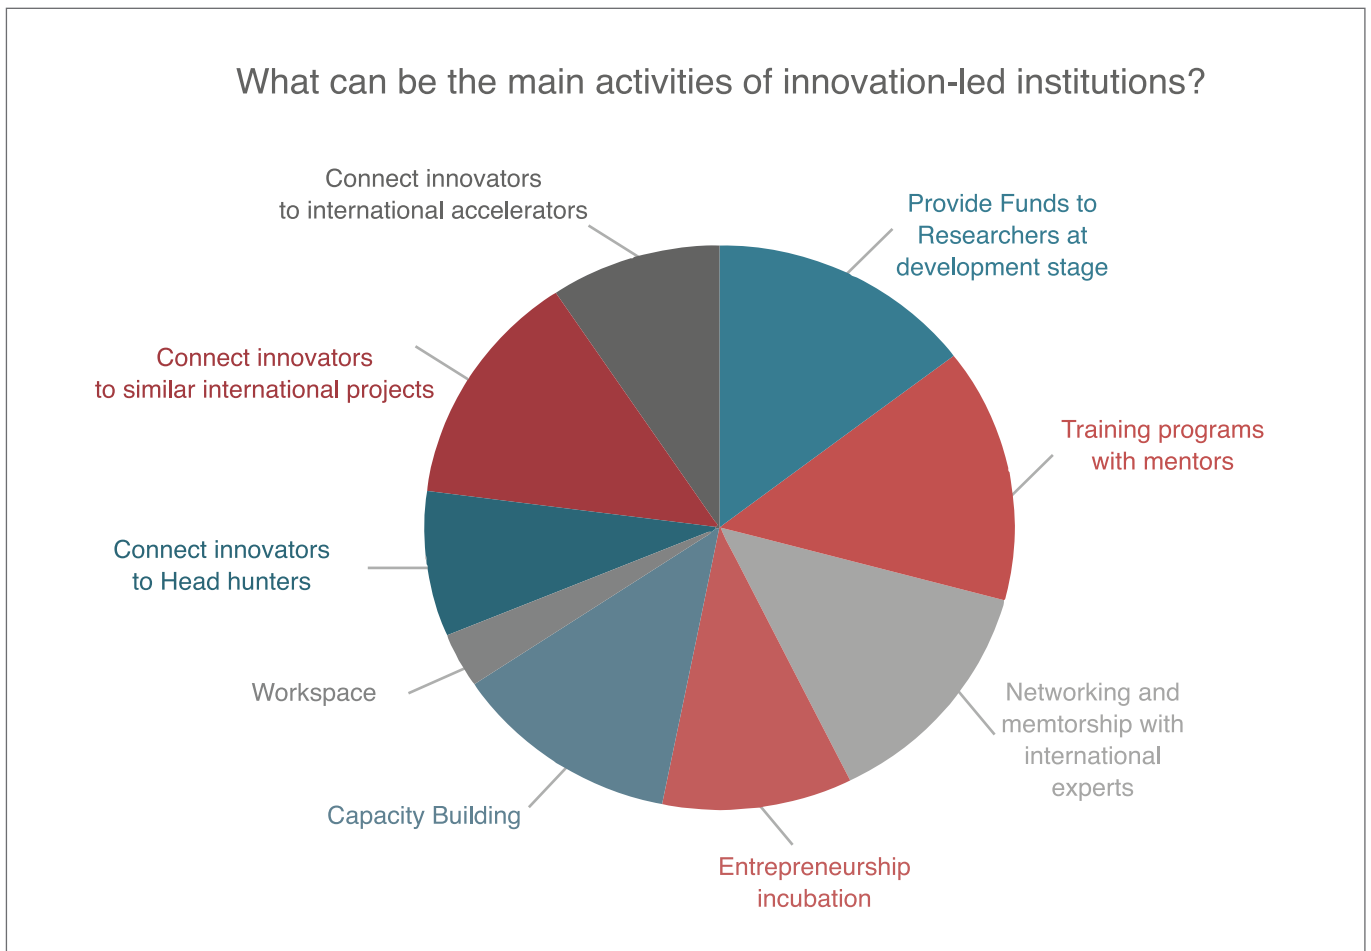 What can be the main activities of innovation-led institutions?
Connect innovators
to international accelerators
Provide Funds to
Researchers at
development stage
Connect innovators
to similar international projects
Training programs
with mentors
Connect innovators
to Head hunters
Workspace
Networking and
memtorship with
international
experts
Capacity Building
Entrepreneurship
incubation